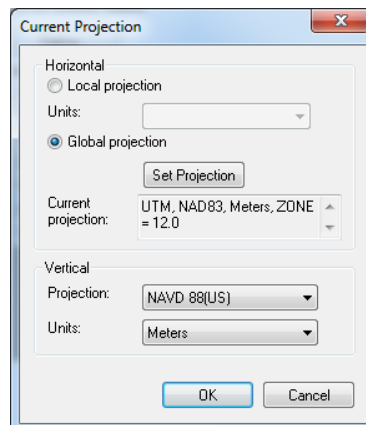 Current Projection
x
Horizontal
Local projection
Units:
Global projection
Set Projection
Current projection:
UTM, NAD83, Meters, ZONE
= 12.0
Vertical
Projection:
NAVD 88(US)
Units:
Meters
OK
Cancel